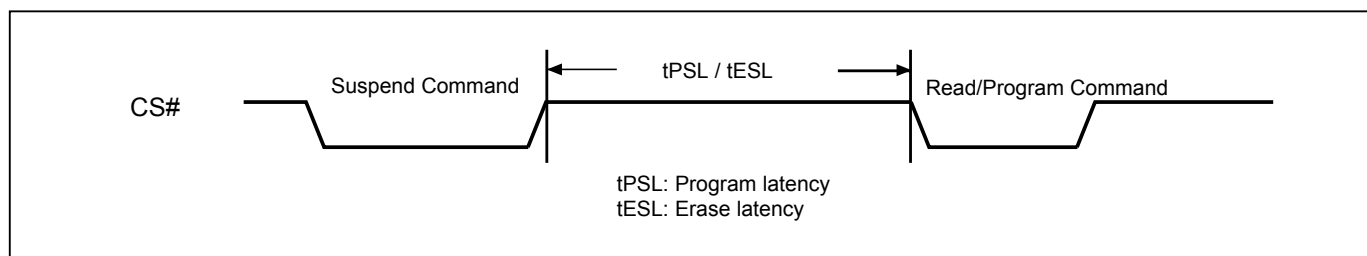 Suspend Command
tPSL / tESL
Read/Program Command
CS#
tPSL: Program latency
tESL: Erase latency